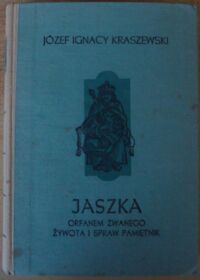 JÓZEF IGNACY KRASZEWSKI
JASZKA
ORFANEM ZWANEGO
ŻYWOTA I SPRAW PAMIĘTNIK